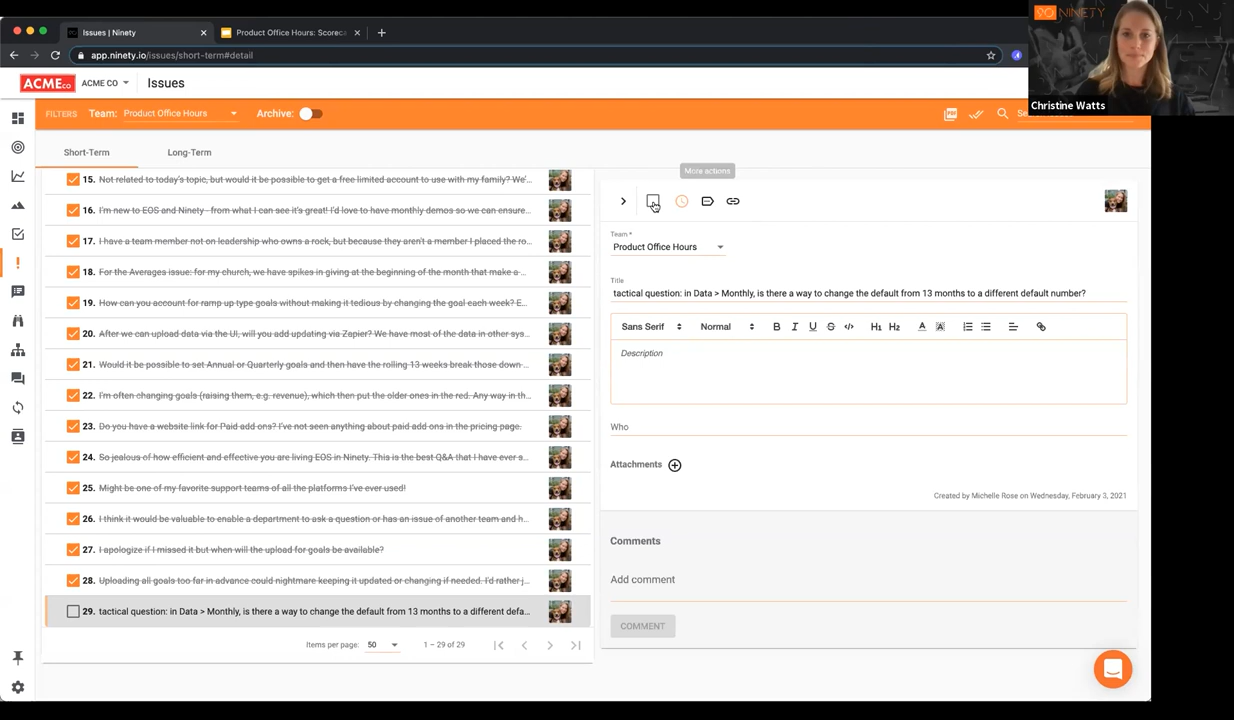 Issues | Ninety
Product Office Hours: Scoreca
app.ninety.io/issues/short-term#detail
90 NINETY
Christine Watts
ACMEco
ACME CO
Issues
FILTERS
Team: Product Office Hours
Archive:
Short-Term
Long-Term
More actions
15. Not related to today's topic, but would it be possible to get a free limited account to use with my family? We'...
16. I'm new to EOS and Ninety - from what I can see it's great! I'd love to have monthly demos so we can ensure...
17. I have a team member not on leadership who owns a rock, but because they aren't a member I placed the ro...
18. For the Averages issue: for my church, we have spikes in giving at the beginning of the month that make a ...
19. How can you account for ramp up type goals without making it tedious by changing the goal each week? E...
20. After we can upload data via the UI, will you add updating via Zapier? We have most of the data in other sys...
21. Would it be possible to set Annual or Quarterly goals and then have the rolling 13 weeks break those down ...
22. I'm often changing goals (raising them, e.g. revenue), which then put the older ones in the red. Any way in th...
23. Do you have a website link for Paid add ons? I've not seen anything about paid add ons in the pricing page.
24. So jealous of how efficient and effective you are living EOS in Ninety. This is the best Q&A that I have ever s...
25. Might be one of my favorite support teams of all the platforms I've ever used!
26. I think it would be valuable to enable a department to ask a question or has an issue of another team and h...
27. I apologize if I missed it but when will the upload for goals be available?
28. Uploading all goals too far in advance could nightmare keeping it updated or changing if needed. I'd rather j...
29. tactical question: in Data > Monthly, is there a way to change the default from 13 months to a different defa...
Items per page: 50
1 – 29 of 29
Team *
Product Office Hours
Title
tactical question: in Data > Monthly, is there a way to change the default from 13 months to a different default number?
Sans Serif
Normal
B I U S </> H1 H2 A A
Description
Who
Attachments
Created by Michelle Rose on Wednesday, February 3, 2021
Comments
Add comment
COMMENT